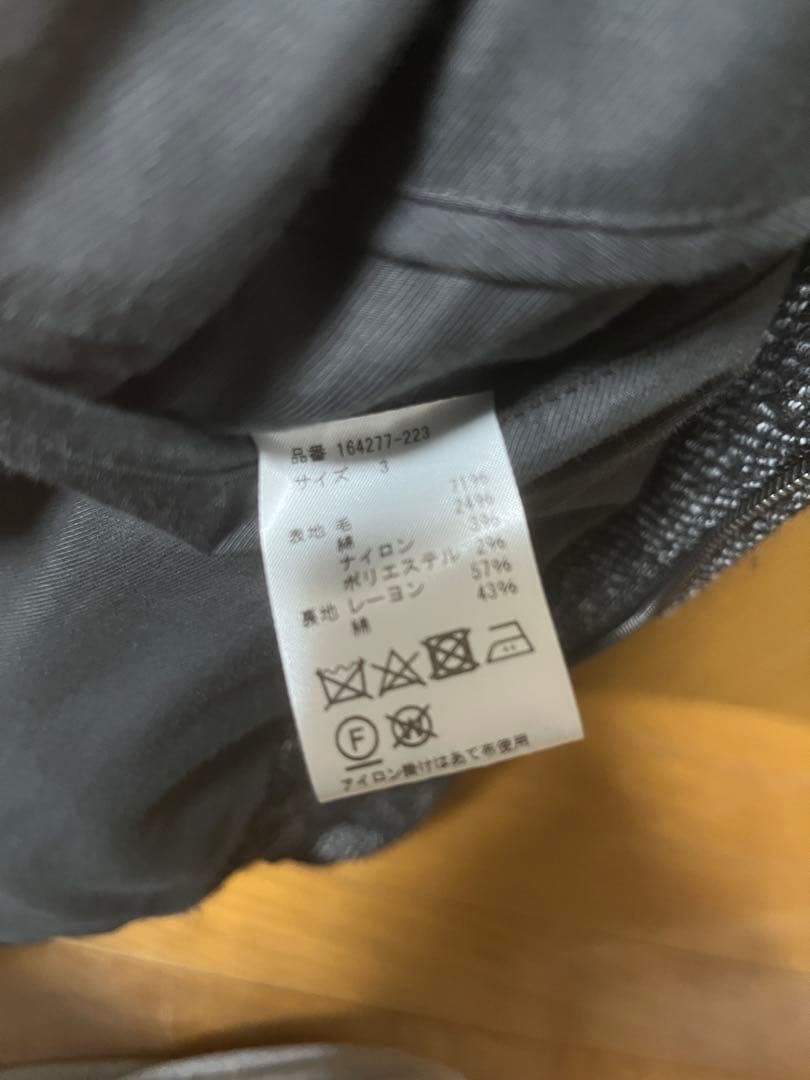 品番 164277-223
サイズ 3
表地 毛 71%
綿 24%
ナイロン 3%
ポリエステル 2%
裏地 レーヨン 57%
綿 43%
F
W
アイロン掛けはあて布使用